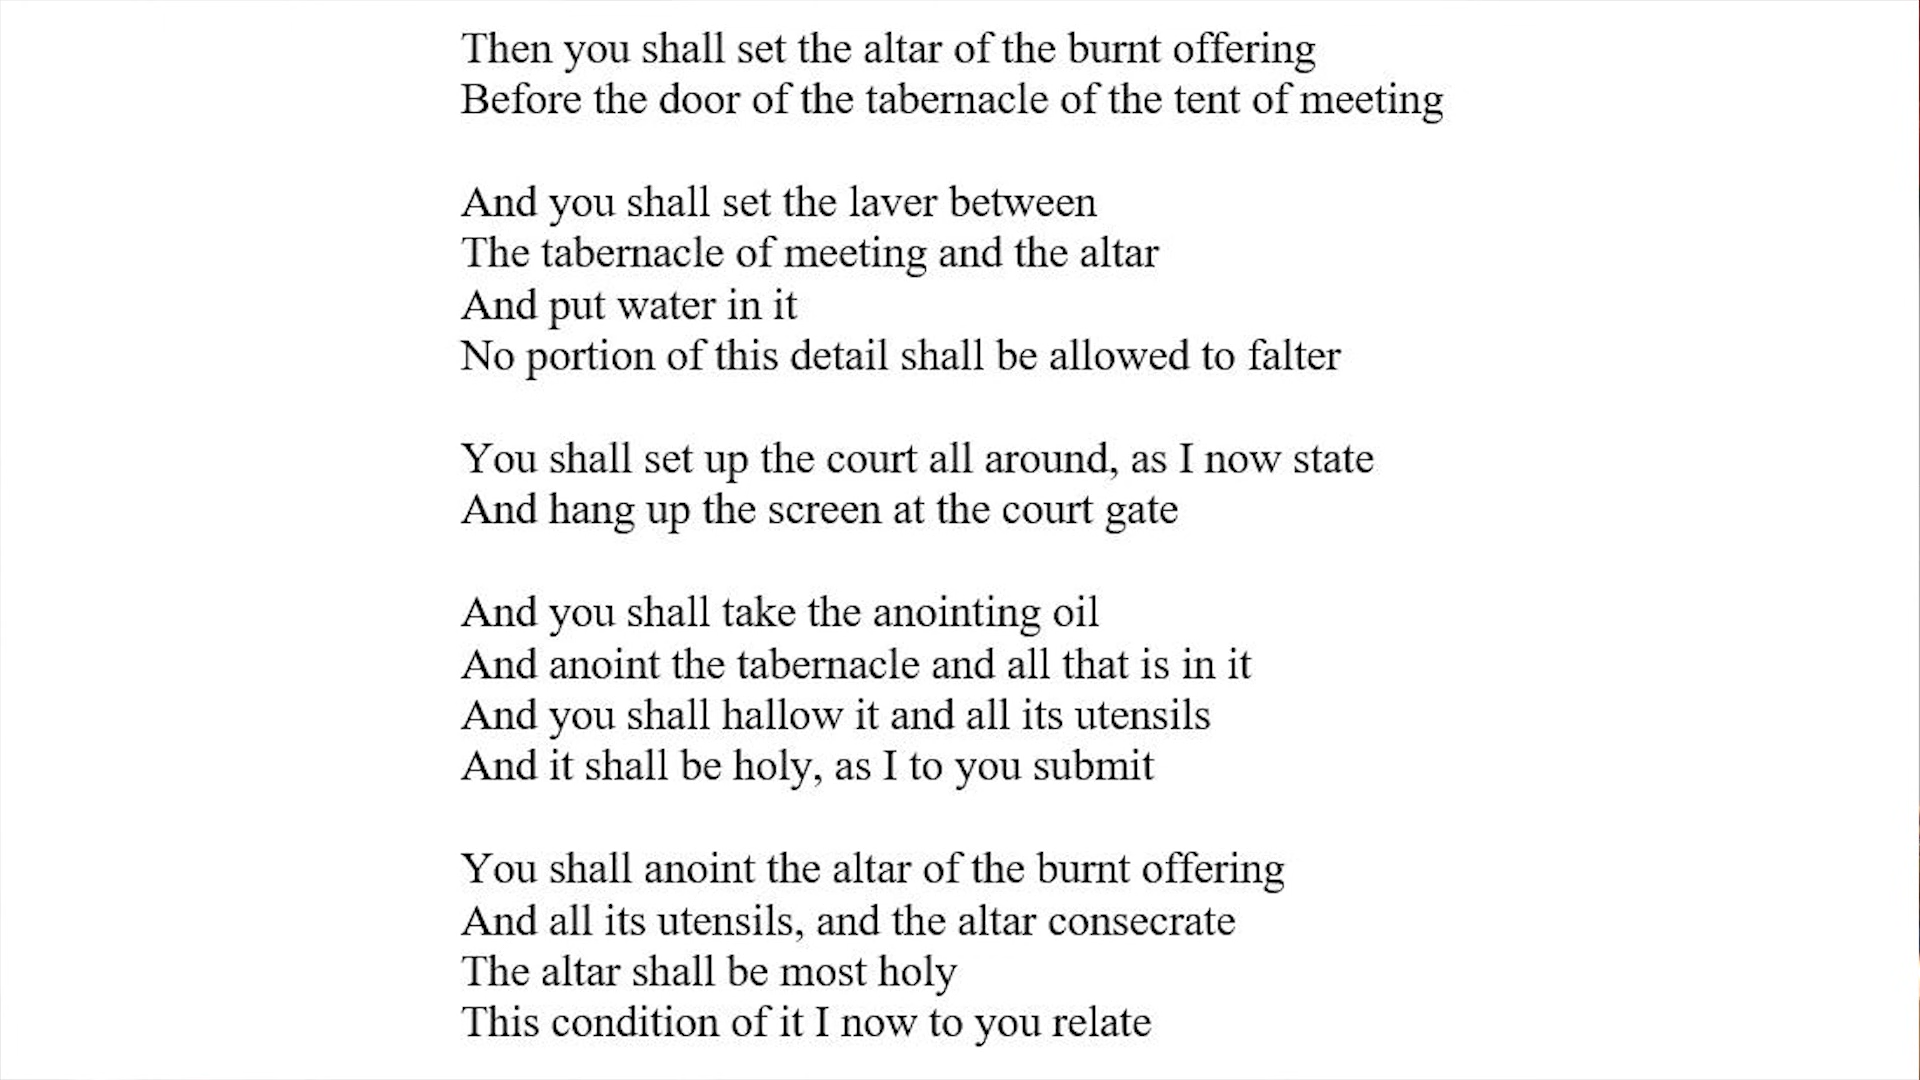 Then you shall set the altar of the burnt offering
Before the door of the tabernacle of the tent of meeting
And you shall set the laver between
The tabernacle of meeting and the altar
And put water in it
No portion of this detail shall be allowed to falter
You shall set up the court all around, as I now state
And hang up the screen at the court gate
And you shall take the anointing oil
And anoint the tabernacle and all that is in it
And you shall hallow it and all its utensils
And it shall be holy, as I to you submit
You shall anoint the altar of the burnt offering
And all its utensils, and the altar consecrate
The altar shall be most holy
This condition of it I now to you relate